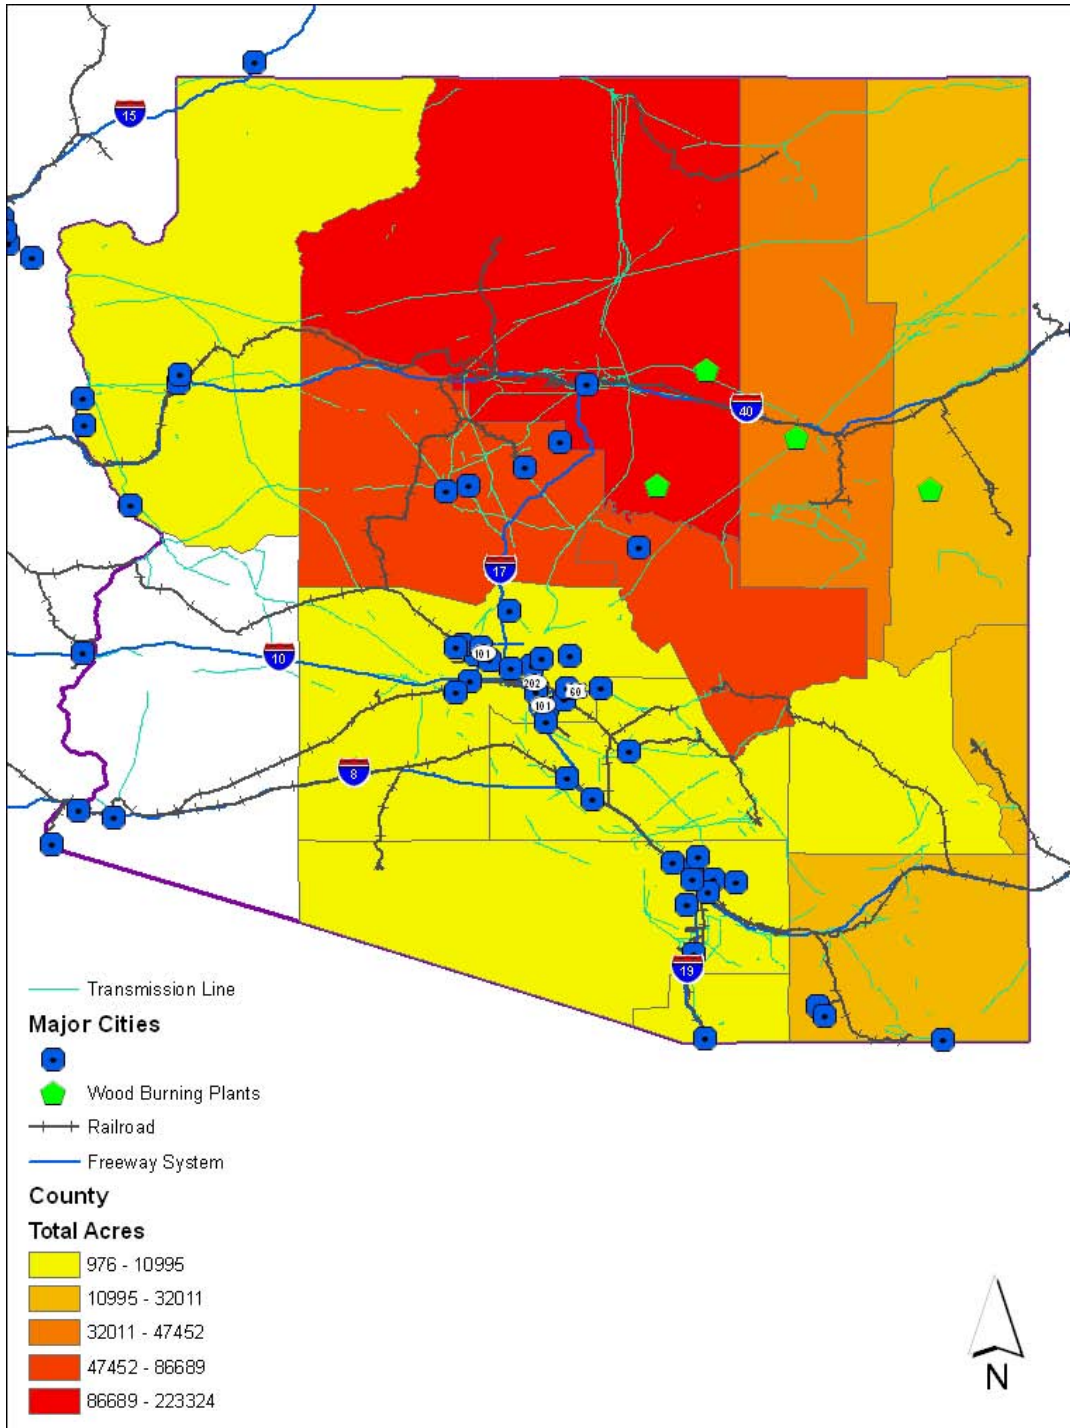 15
40
17
101
10
202
60
101
8
19
Transmission Line
Major Cities
Wood Burning Plants
Railroad
Freeway System
County
Total Acres
976 - 10995
10995 - 32011
32011 - 47452
47452 - 86689
86689 - 223324
N